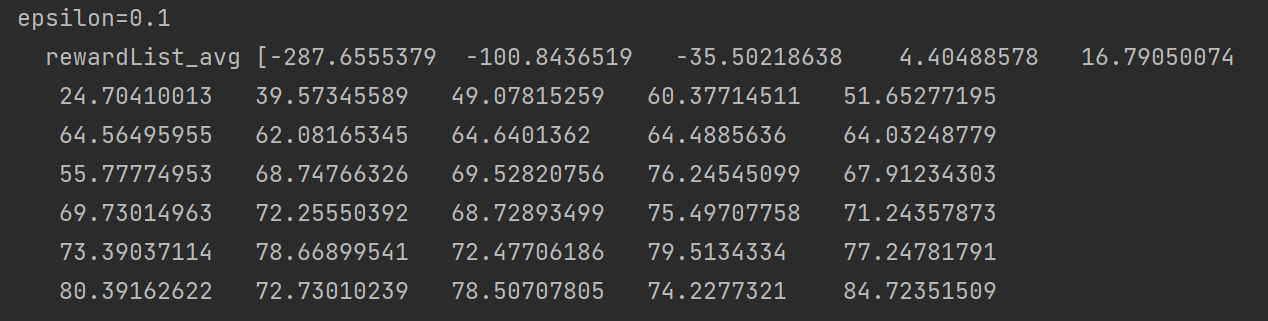 epsilon=0.1
rewardList_avg [-287.6555379 -100.8436519 -35.50218638 4.40488578 16.79050074
24.70410013 39.57345589 49.07815259 60.37714511 51.65277195
64.56495955 62.08165345 64.6401362 64.4885636 64.03248779
55.77774953 68.74766326 69.52820756 76.24545099 67.91234303
69.73014963 72.25550392 68.72893499 75.49707758 71.24357873
73.39037114 78.66899541 72.47706186 79.5134334 77.24781791
80.39162622 72.73010239 78.50707805 74.2277321 84.72351509